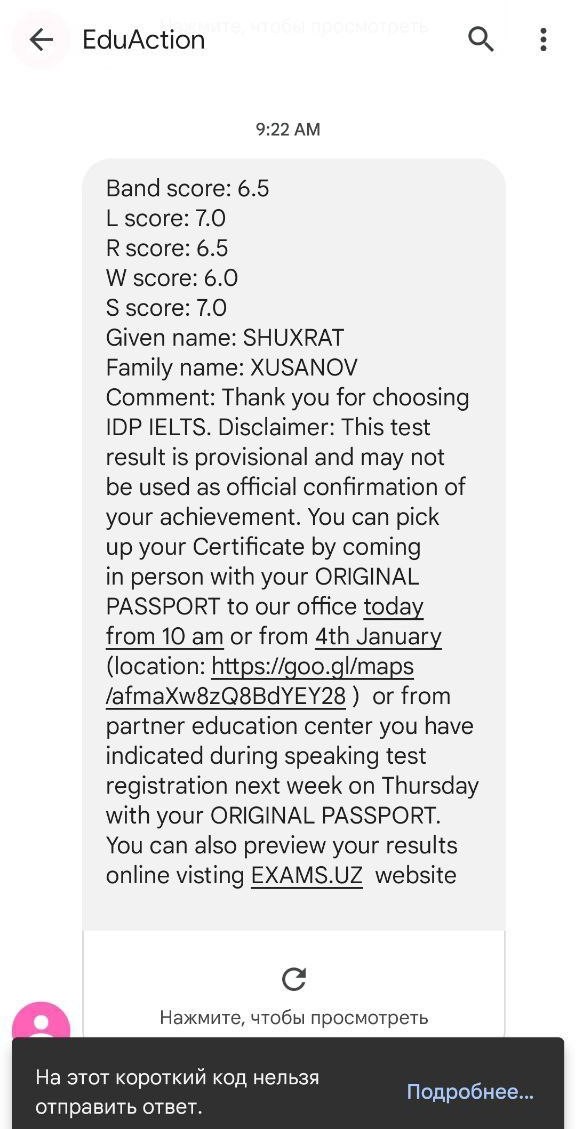 Нажмите, чтобы просмотреть
EduAction
9:22 AM
Band score: 6.5
L score: 7.0
R score: 6.5
W score: 6.0
S score: 7.0
Given name: SHUXRAT
Family name: XUSANOV
Comment: Thank you for choosing
IDP IELTS. Disclaimer: This test
result is provisional and may not
be used as official confirmation of
your achievement. You can pick
up your Certificate by coming
in person with your ORIGINAL
PASSPORT to our office today
from 10 am or from 4th January
(location: https://goo.gl/maps
/afmaXw8zQ8BdYEY28 ) or from
partner education center you have
indicated during speaking test
registration next week on Thursday
with your ORIGINAL PASSPORT.
You can also preview your results
online visting EXAMS.UZ website
Нажмите, чтобы просмотреть
На этот короткий код нельзя
отправить ответ.
Подробнее...